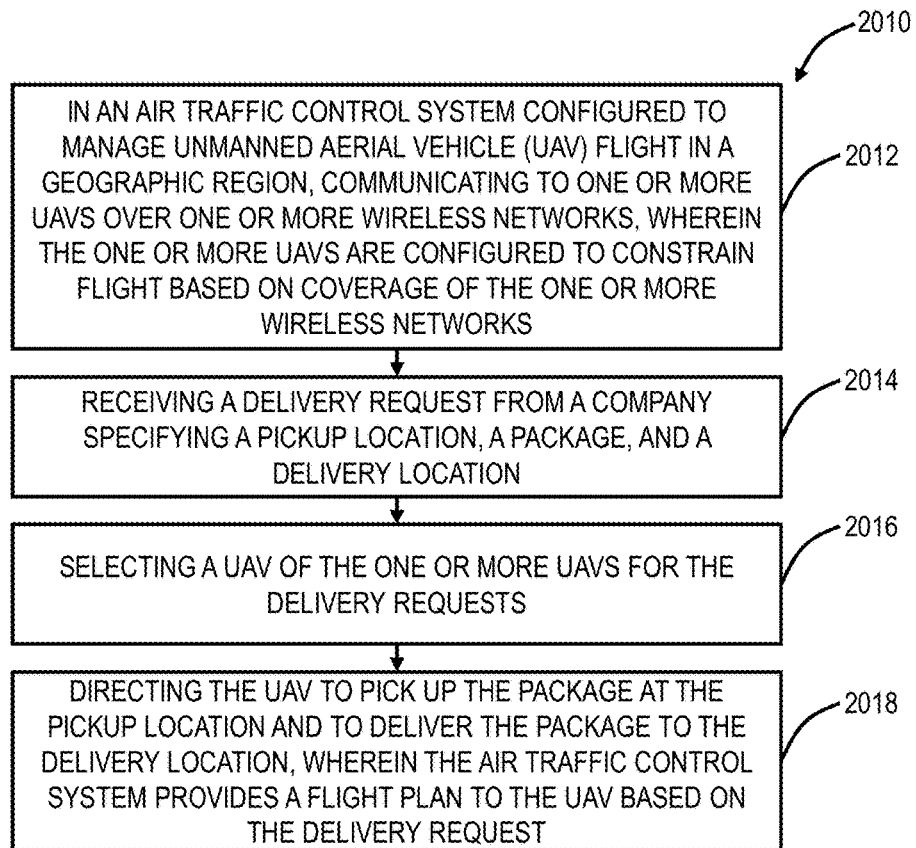 2010
IN AN AIR TRAFFIC CONTROL SYSTEM CONFIGURED TO
MANAGE UNMANNED AERIAL VEHICLE (UAV) FLIGHT IN A
GEOGRAPHIC REGION, COMMUNICATING TO ONE OR MORE
UAVS OVER ONE OR MORE WIRELESS NETWORKS, WHEREIN
THE ONE OR MORE UAVS ARE CONFIGURED TO CONSTRAIN
FLIGHT BASED ON COVERAGE OF THE ONE OR MORE
WIRELESS NETWORKS
2012
RECEIVING A DELIVERY REQUEST FROM A COMPANY
SPECIFYING A PICKUP LOCATION, A PACKAGE, AND A
DELIVERY LOCATION
2014
SELECTING A UAV OF THE ONE OR MORE UAVS FOR THE
DELIVERY REQUESTS
2016
DIRECTING THE UAV TO PICK UP THE PACKAGE AT THE
PICKUP LOCATION AND TO DELIVER THE PACKAGE TO THE
DELIVERY LOCATION, WHEREIN THE AIR TRAFFIC CONTROL
SYSTEM PROVIDES A FLIGHT PLAN TO THE UAV BASED ON
THE DELIVERY REQUEST
2018